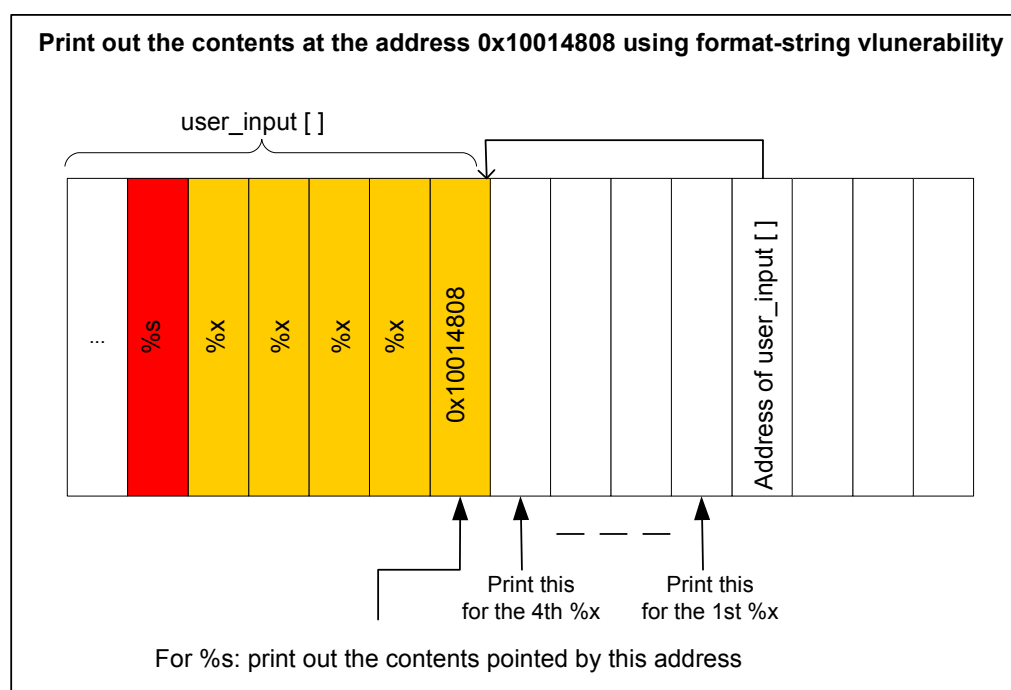 Print out the contents at the address 0x10014808 using format-string vlunerability
user_input [ ]
...
%s
%x
%x
%x
%x
0x10014808
Address of user_input [ ]
Print this
for the 4th %x
Print this
for the 1st %x
For %s: print out the contents pointed by this address